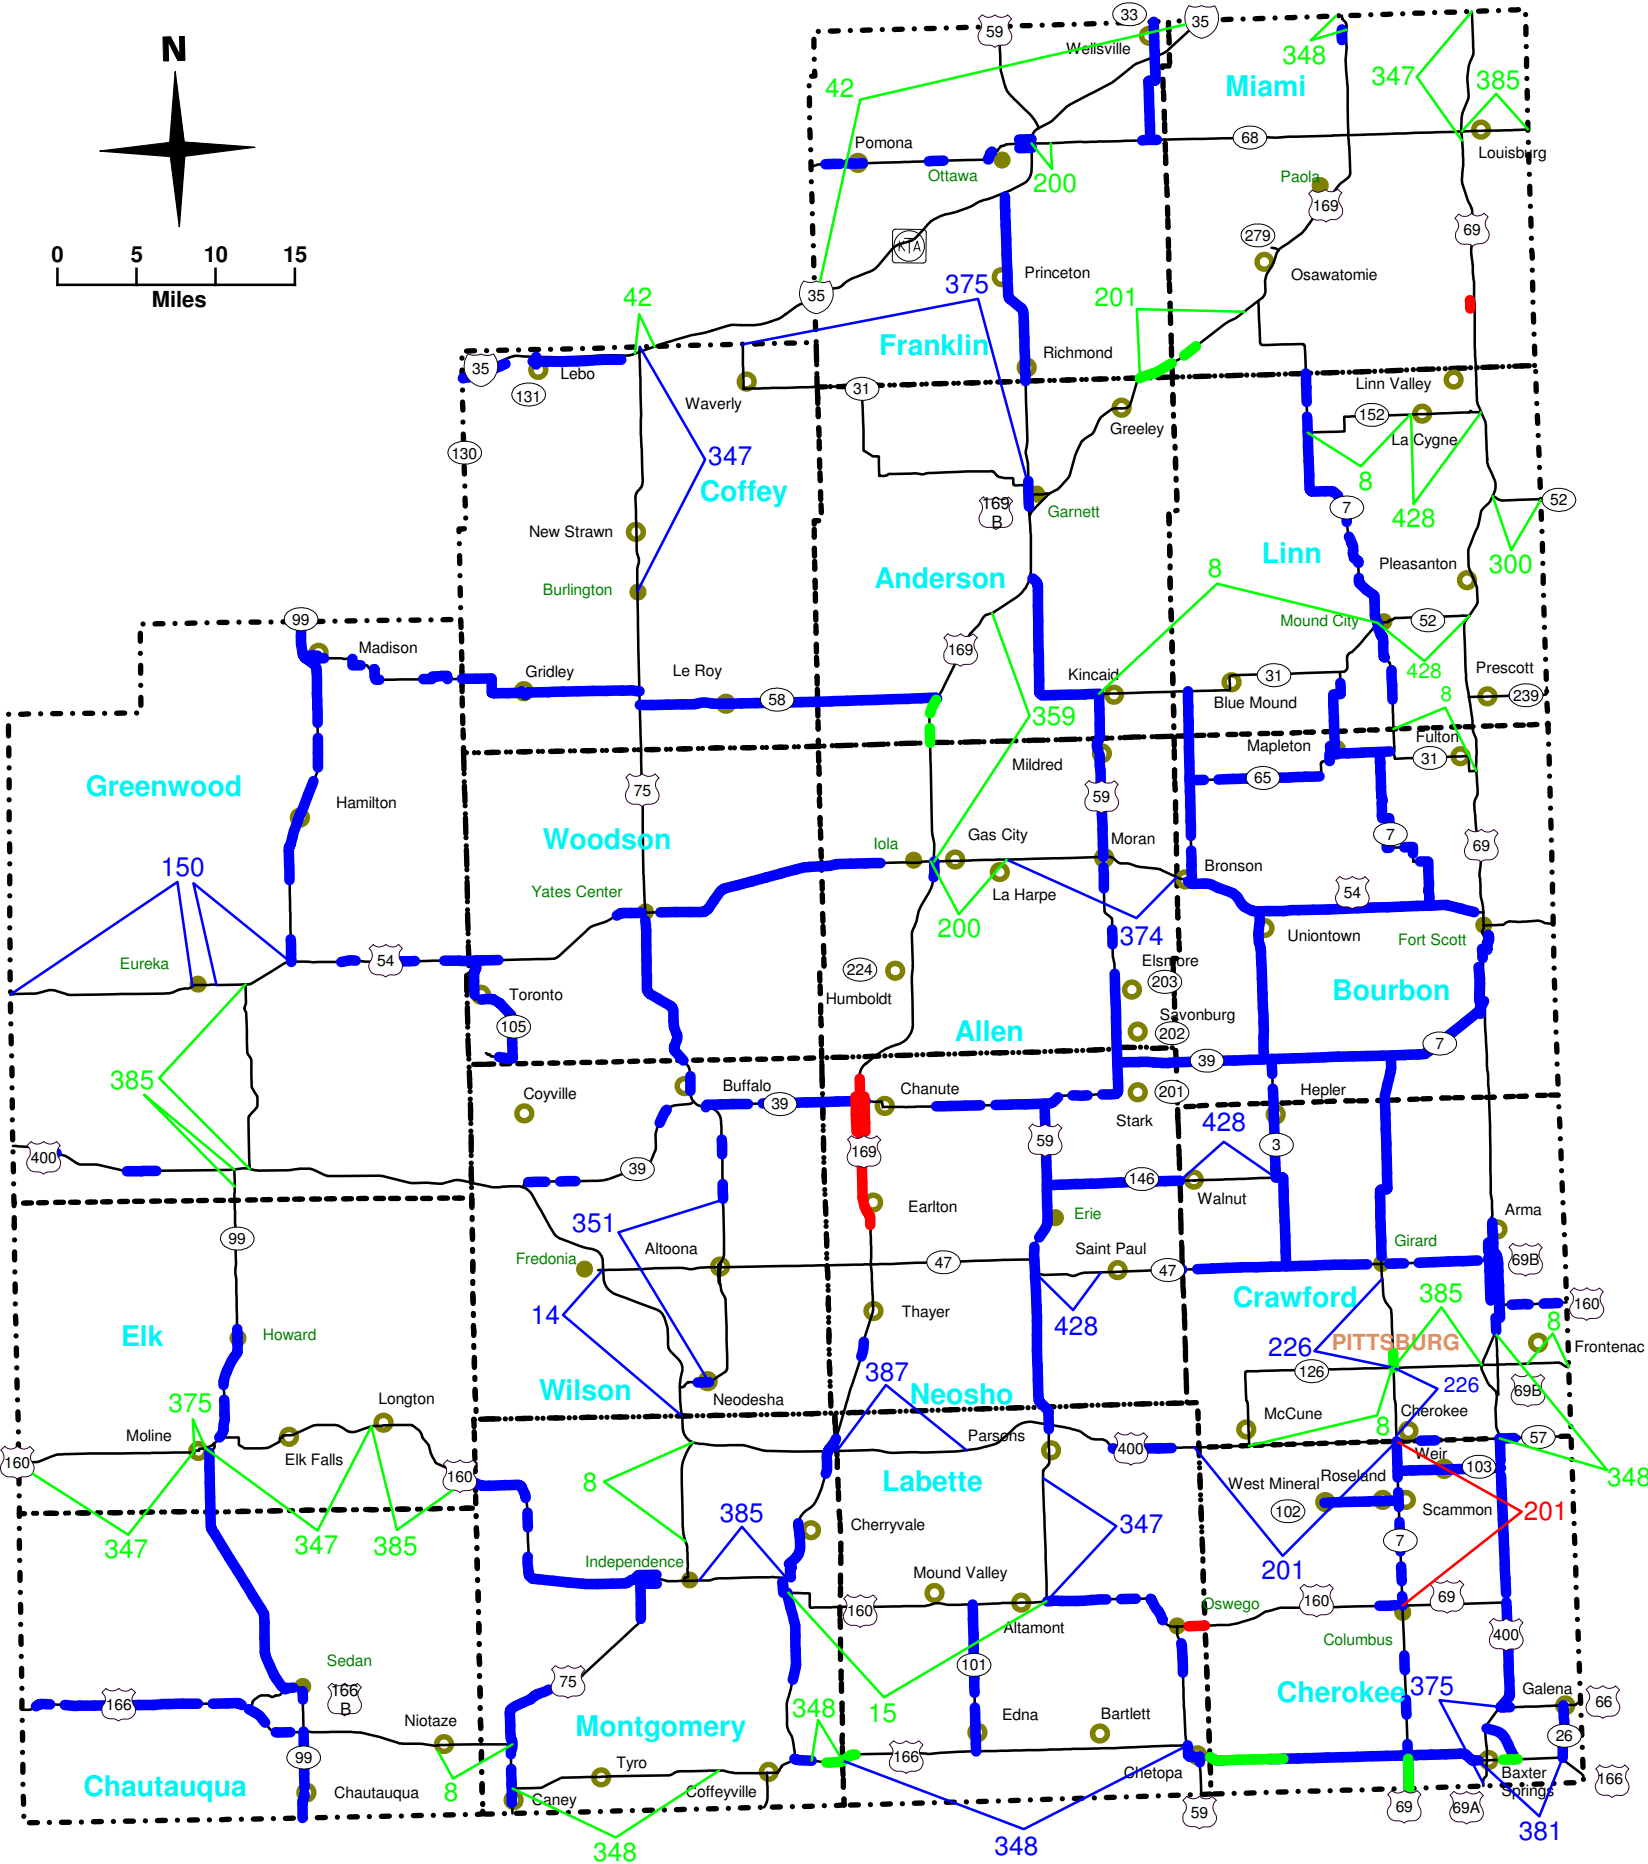 33
35
59
Wellsville
N
348
347
385
42
Miami
68
Louisburg
Pomona
Ottawa
200
Paola
169
69
279
KTA
0 5 10 15
Miles
Osawatomie
Princeton
375
201
35
42
Franklin
Richmond
35
Lebo
131
Waverly
31
Linn Valley
152
La Cygne
Greeley
130
347
Coffey
8
428
52
7
169
B
Garnett
New Strawn
Linn
300
Pleasanton
Anderson
8
Burlington
99
Mound City
52
Madison
169
428
Prescott
Gridley
Le Roy
58
Kincaid
31
Blue Mound
8
239
359
Mapleton
Fulton
31
Mildred
65
Greenwood
75
59
Hamilton
Woodson
Iola
Gas City
Moran
7
69
150
Bronson
Yates Center
La Harpe
54
200
374
Uniontown
Fort Scott
Eureka
54
224
Elsmore
203
Humboldt
Toronto
Bourbon
105
Savonburg
202
Allen
7
39
385
Coyville
Buffalo
39
Chanute
201
Hepler
Stark
428
59
3
400
39
169
146
Walnut
Earlton
Erie
Arma
351
99
Altoona
Saint Paul
Girard
69B
Fredonia
47
47
Crawford
385
160
14
Thayer
428
8
Elk
Howard
226
PITTSBURG
Frontenac
126
387
Wilson
Neosho
226
69B
375
Longton
Neodesha
McCune
Cherokee
8
Moline
Elk Falls
Parsons
400
57
Weir
160
160
8
Labette
West Mineral
Roseland
103
348
102
Scammon
201
385
Cherryvale
347
7
347
347
385
Independence
Mound Valley
201
160
Oswego
160
69
Altamont
Columbus
400
Sedan
101
75
166
B
166
Cherokee
375
Galena
66
Niotaze
Montgomery
348
15
Edna
Bartlett
26
99
166
Tyro
Chetopa
Baxter
Springs
166
Chautauqua
Chautauqua
8
Caney
Coffeyville
59
69
69A
381
348
348